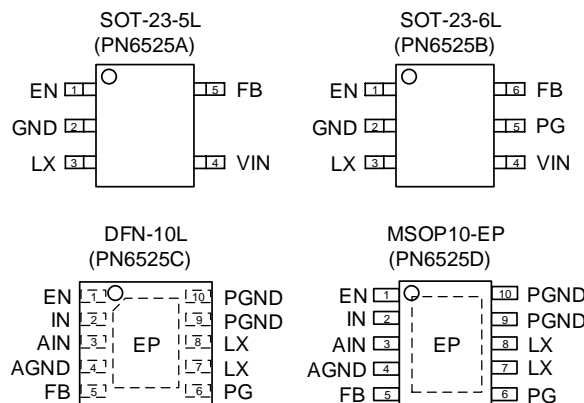 SOT-23-5L
(PN6525A)
EN 1 5 FB
GND 2
LX 3 4 VIN
SOT-23-6L
(PN6525B)
EN 1 6 FB
GND 2 5 PG
LX 3 4 VIN
DFN-10L
(PN6525C)
EN 1 10 PGND
IN 2 9 PGND
AIN 3 EP 8 LX
AGND 4 7 LX
FB 5 6 PG
MSOP10-EP
(PN6525D)
EN 1 10 PGND
IN 2 9 PGND
AIN 3 EP 8 LX
AGND 4 7 LX
FB 5 6 PG